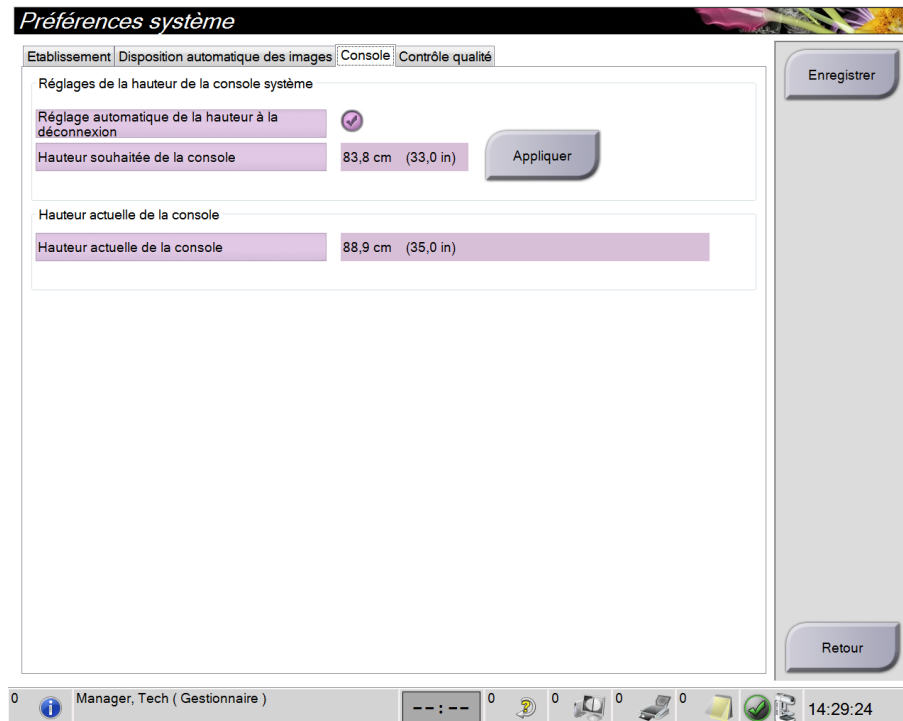 Préférences système
Etablissement Disposition automatique des images Console Contrôle qualité
Réglages de la hauteur de la console système
Réglage automatique de la hauteur à la
déconnexion
Hauteur souhaitée de la console 83,8 cm (33,0 in) Appliquer
Hauteur actuelle de la console
Hauteur actuelle de la console 88,9 cm (35,0 in)
Enregistrer
Retour
0 Manager, Tech ( Gestionnaire ) --:-- 0 0 0 0 14:29:24